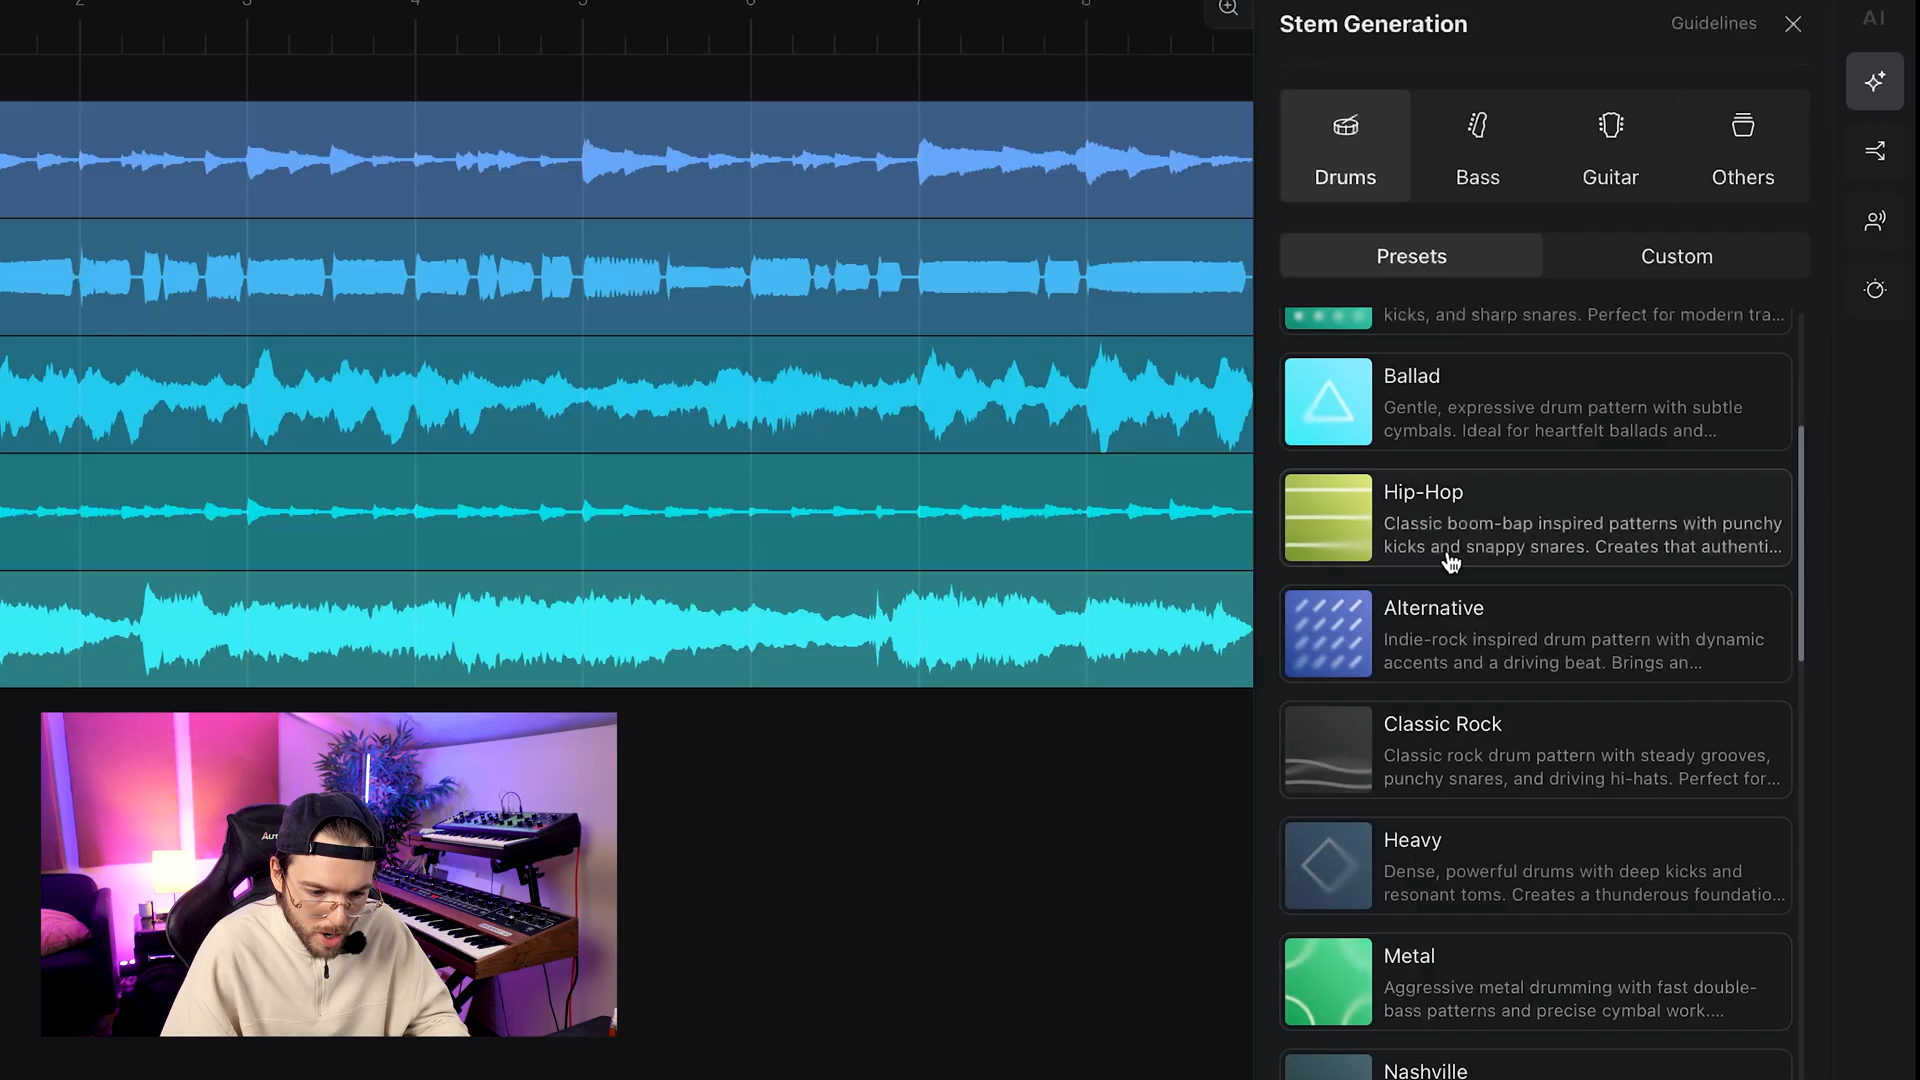 Stem Generation
Guidelines
AI
Drums
Bass
Guitar
Others
Presets
Custom
kicks, and sharp snares. Perfect for modern tra...
Ballad
Gentle, expressive drum pattern with subtle
cymbals. Ideal for heartfelt ballads and...
Hip-Hop
Classic boom-bap inspired patterns with punchy
kicks and snappy snares. Creates that authenti...
Alternative
Indie-rock inspired drum pattern with dynamic
accents and a driving beat. Brings an...
Classic Rock
Classic rock drum pattern with steady grooves,
punchy snares, and driving hi-hats. Perfect for...
Heavy
Dense, powerful drums with deep kicks and
resonant toms. Creates a thunderous foundatio...
Metal
Aggressive metal drumming with fast double-
bass patterns and precise cymbal work....
Nashville